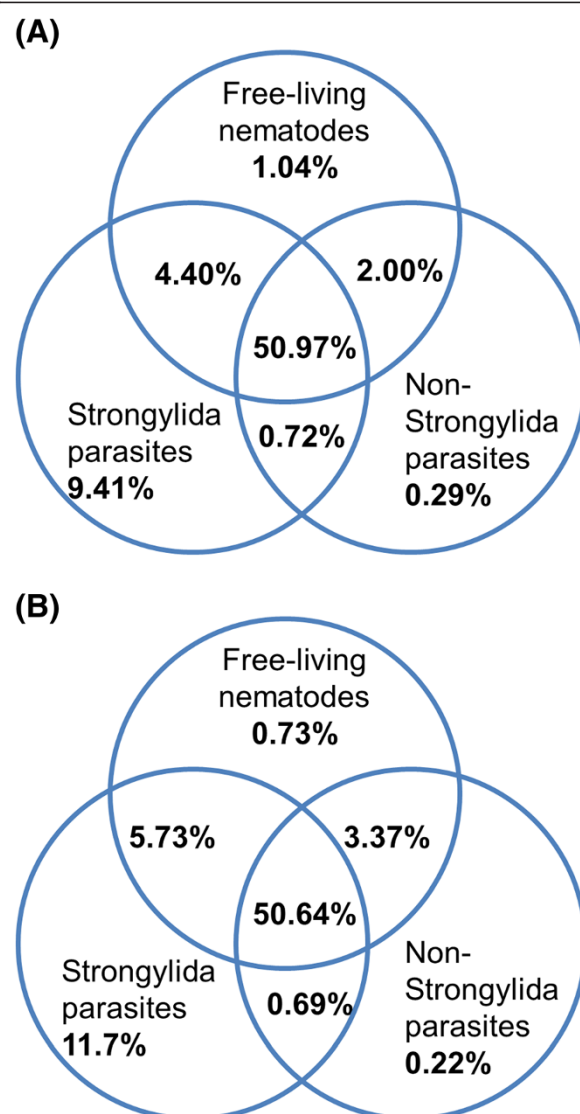 (A)
Free-living
nematodes
1.04%
4.40%
2.00%
50.97%
Strongylida
parasites
9.41%
0.72%
Non-
Strongylida
parasites
0.29%
(B)
Free-living
nematodes
0.73%
5.73%
3.37%
50.64%
Strongylida
parasites
11.7%
0.69%
Non-
Strongylida
parasites
0.22%